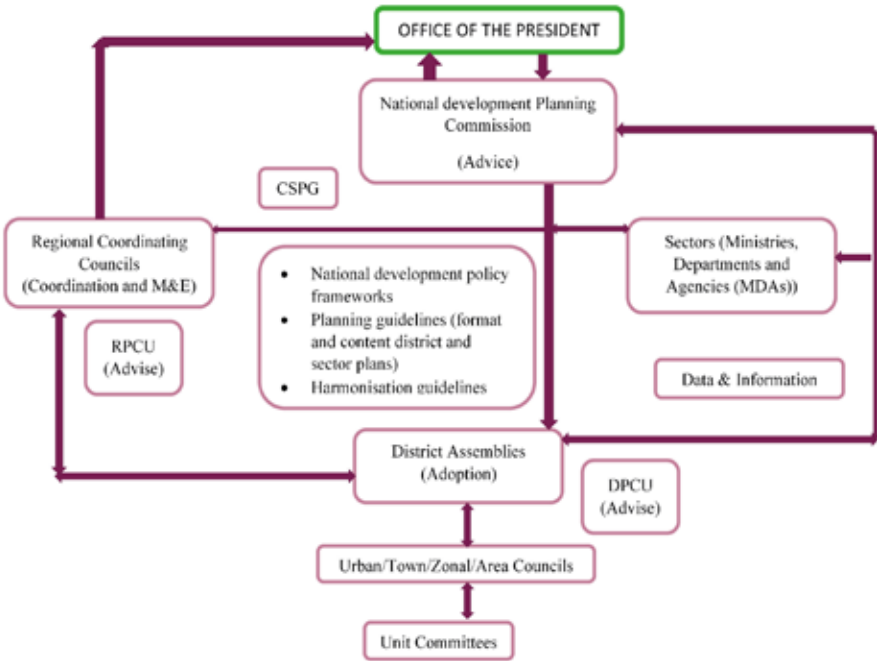 OFFICE OF THE PRESIDENT
National development Planning
Commission
(Advice)
CSPG
Regional Coordinating
Councils
(Coordination and M&E)
Sectors (Ministries,
Departments and
Agencies (MDAs))
• National development policy
frameworks
• Planning guidelines (format
and content district and
sector plans)
• Harmonisation guidelines
RPCU
(Advise)
Data & Information
District Assemblies
(Adoption)
DPCU
(Advise)
Urban/Town/Zonal/Area Councils
Unit Committees